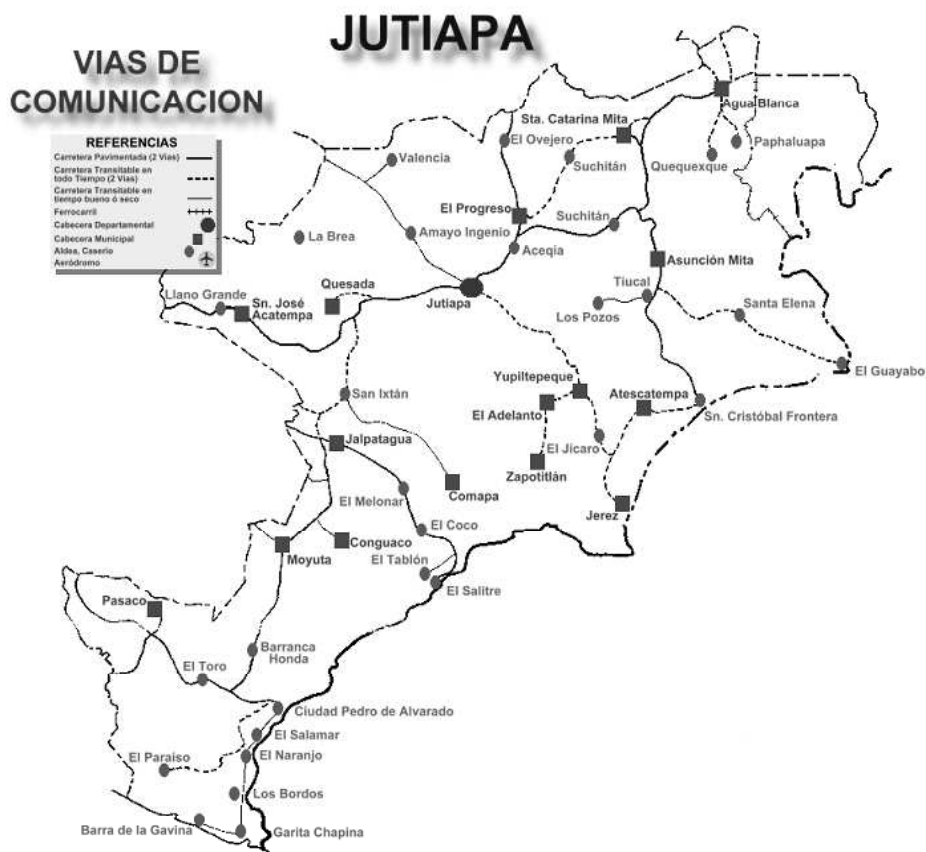 JUTIAPA
VIAS DE
COMUNICACION
REFERENCIAS
Carretera Pavimentada (2 Vias)
Carretera Transitable en
todo Tiempo (2 Vias)
Carretera Transitable en
tiempo bueno ó seco
Ferrocarril
Cabecera Departamental
Cabecera Municipal
Aldea, Caserío
Aeródromo
Agua Blanca
Sta. Catarina Mita
El Ovejero
Paphaluapa
Valencia
Suchitán
Quequexque
El Progreso
Suchitán
La Brea
Amayo Ingenio
Aceqia
Asunción Mita
Quesada
Tiucal
Llano Grande
Sn. José
Acatempa
Jutiapa
Los Pozos
Santa Elena
El Guayabo
Yupiltepeque
San Ixtán
El Adelanto
Atescatempa
Sn. Cristóbal Frontera
Jalpatagua
El Jícaro
Zapotitlán
El Melonar
Comapa
Jerez
El Coco
Conguaco
Moyuta
El Tablón
El Salitre
Pasaco
Barranca
Honda
El Toro
Ciudad Pedro de Alvarado
El Salamar
El Paraiso
El Naranjo
Los Bordos
Barra de la Gavina
Garita Chapina